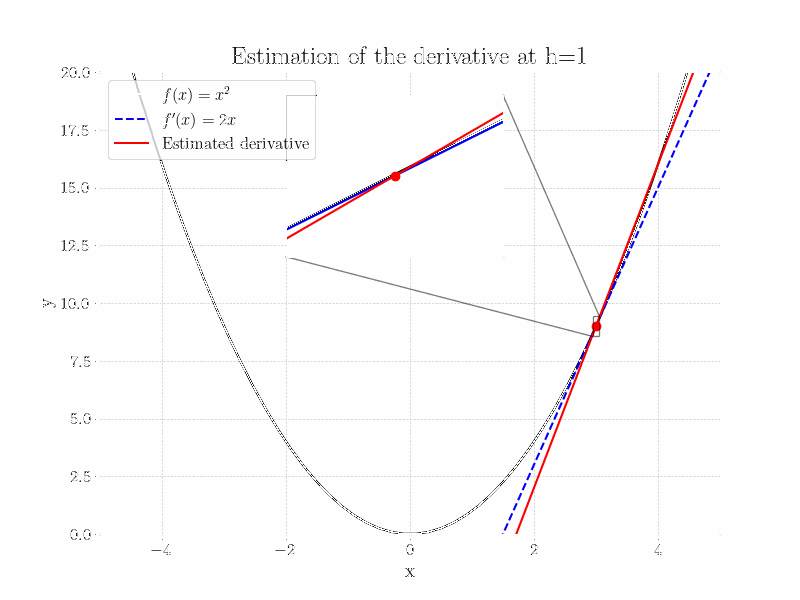 Estimation of the derivative at h=1
f(x) = x²
f′(x) = 2x
Estimated derivative
20.0
17.5
15.0
12.5
10.0
7.5
5.0
2.5
0.0
y
−4
−2
0
2
4
x